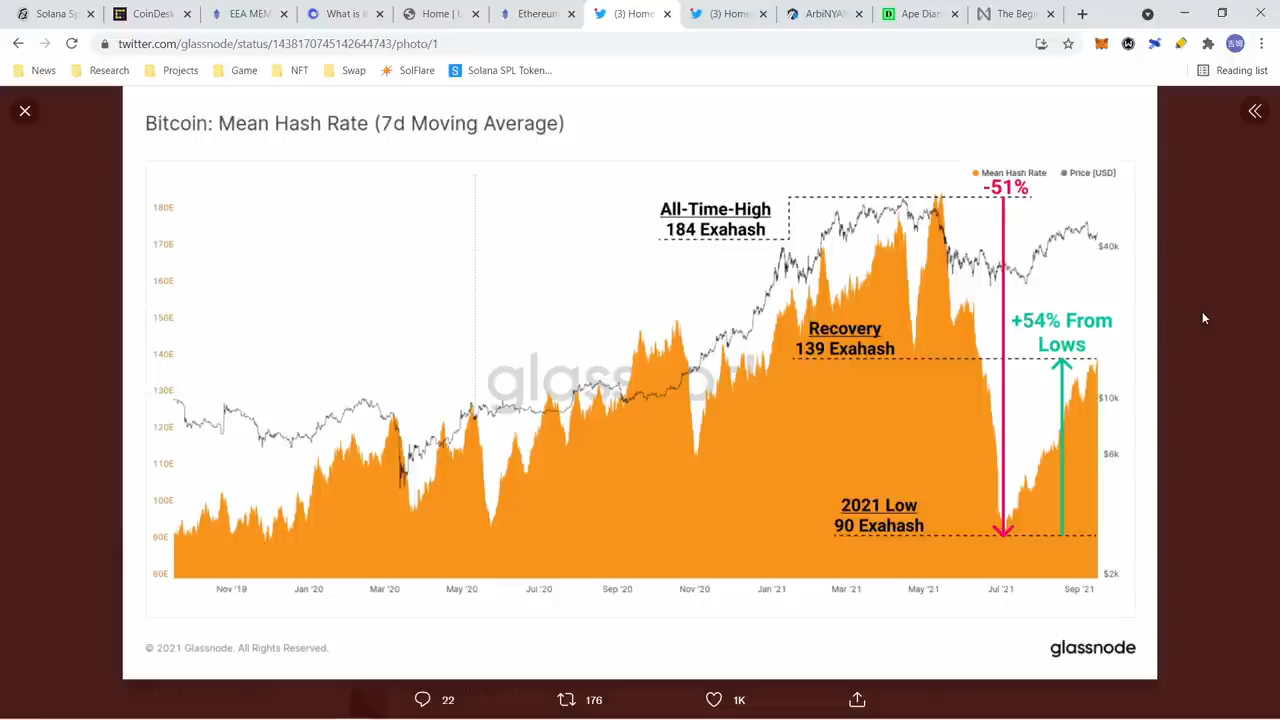 Solana Sp
CoinDesk
EEA MEM
What is t
Home | L
Ethereum
(3) Home
(3) Home
ArbiNYAN
Ape Dian
The Begi
twitter.com/glassnode/status/1438170745142644743/photo/1
News
Research
Projects
Game
NFT
Swap
SolFlare
Solana SPL Token...
Reading list
Bitcoin: Mean Hash Rate (7d Moving Average)
Mean Hash Rate
Price [USD]
-51%
180E
170E
160E
150E
140E
130E
120E
110E
100E
90E
80E
All-Time-High
184 Exahash
Recovery
139 Exahash
+54% From
Lows
2021 Low
90 Exahash
$40k
$10k
$6k
$2k
Nov '19
Jan '20
Mar '20
May '20
Jul '20
Sep '20
Nov '20
Jan '21
Mar '21
May '21
Jul '21
Sep '21
© 2021 Glassnode. All Rights Reserved.
glassnode
22
176
1K